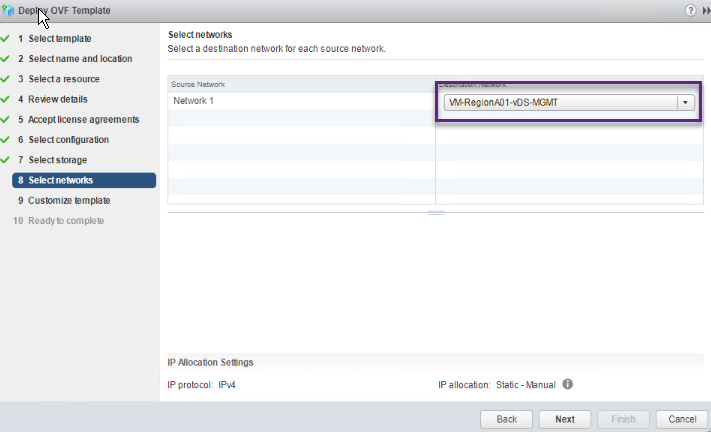 Deploy OVF Template
?
1 Select template
2 Select name and location
3 Select a resource
4 Review details
5 Accept license agreements
6 Select configuration
7 Select storage
8 Select networks
9 Customize template
10 Ready to complete
Select networks
Select a destination network for each source network.
Source Network Destination Network
Network 1 VM-RegionA01-vDS-MGMT
IP Allocation Settings
IP protocol: IPv4 IP allocation: Static - Manual
Back Next Finish Cancel